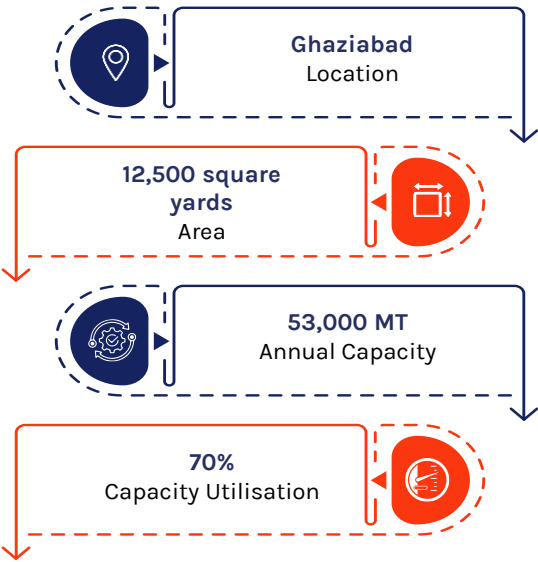 Ghaziabad
Location
12,500 square
yards
Area
53,000 MT
Annual Capacity
70%
Capacity Utilisation